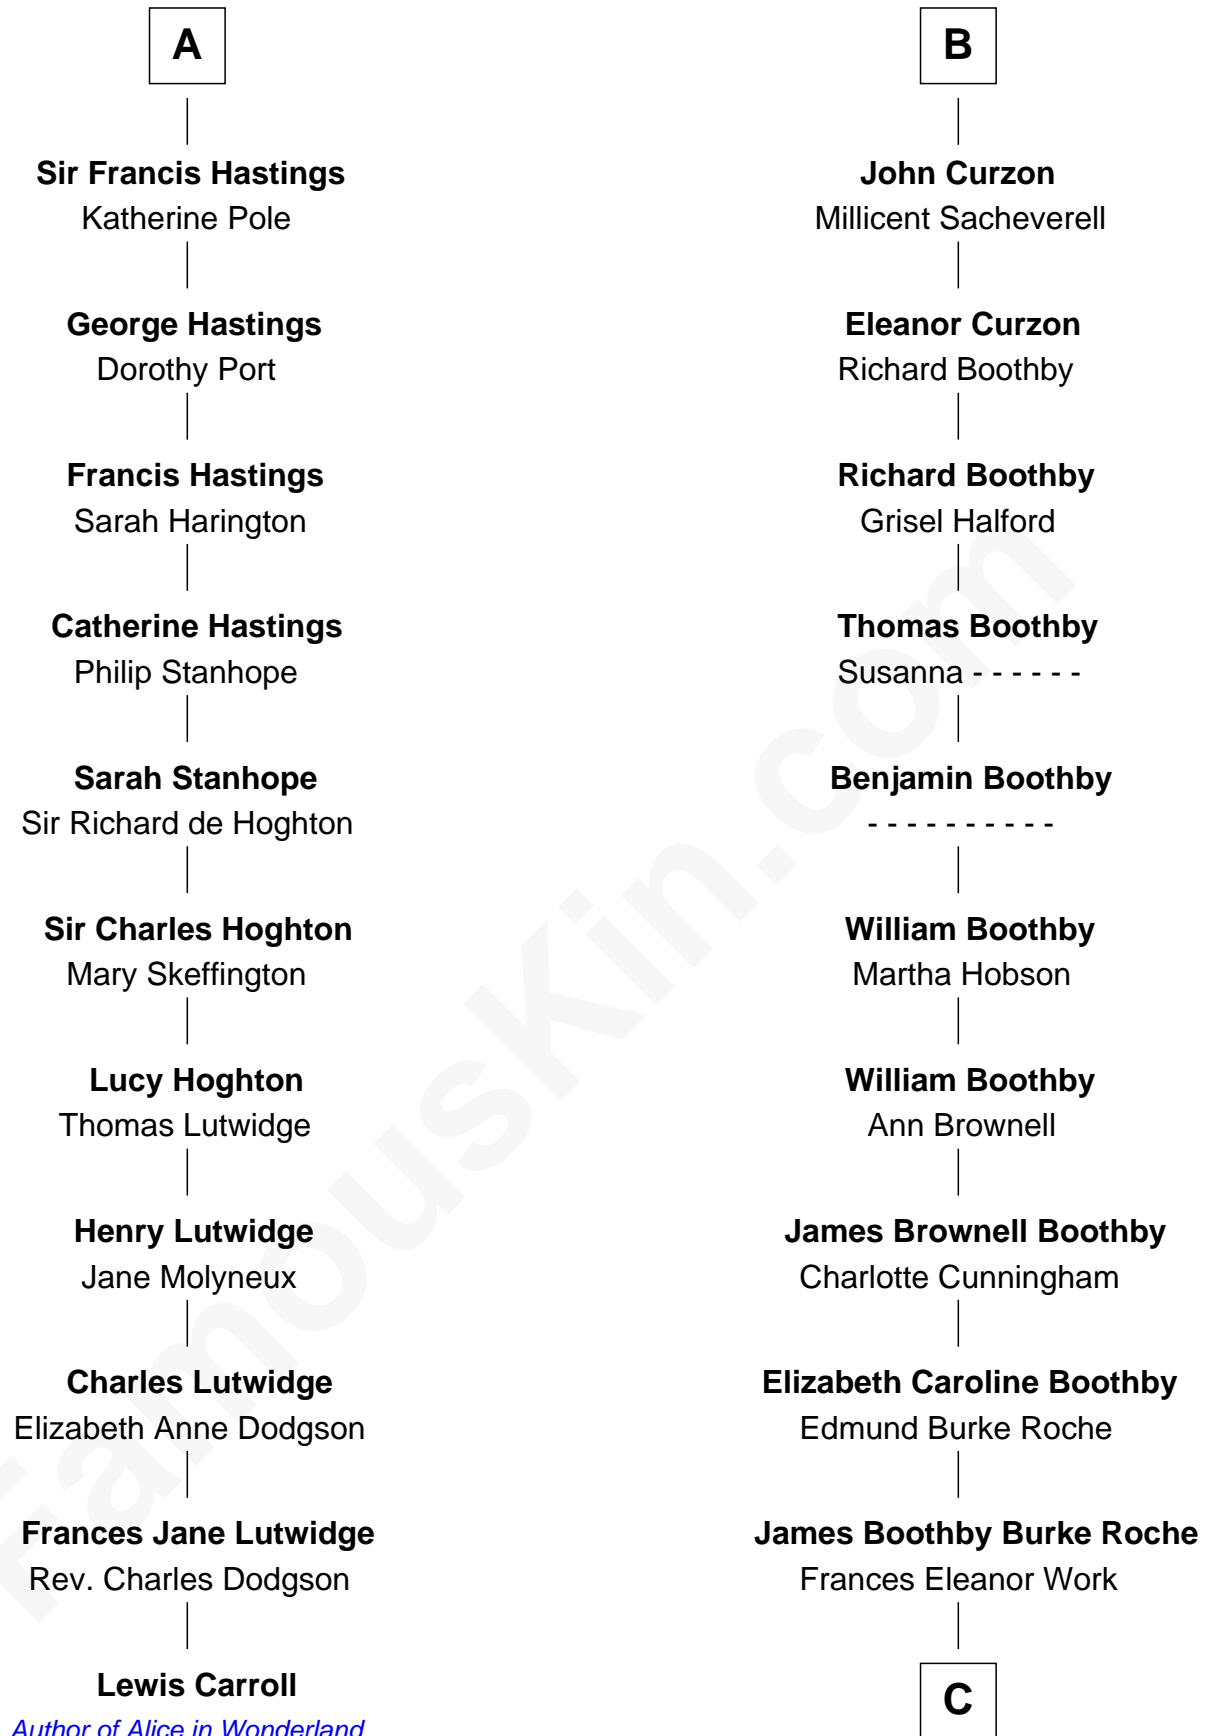 A
Sir Francis Hastings
Katherine Pole
George Hastings
Dorothy Port
Francis Hastings
Sarah Harington
Catherine Hastings
Philip Stanhope
Sarah Stanhope
Sir Richard de Hoghton
Sir Charles Hoghton
Mary Skeffington
Lucy Hoghton
Thomas Lutwidge
Henry Lutwidge
Jane Molyneux
Charles Lutwidge
Elizabeth Anne Dodgson
Frances Jane Lutwidge
Rev. Charles Dodgson
Lewis Carroll
Author of Alice in Wonderland
B
John Curzon
Millicent Sacheverell
Eleanor Curzon
Richard Boothby
Richard Boothby
Grisel Halford
Thomas Boothby
Susanna - - - - - -
Benjamin Boothby
- - - - - - - - - -
William Boothby
Martha Hobson
William Boothby
Ann Brownell
James Brownell Boothby
Charlotte Cunningham
Elizabeth Caroline Boothby
Edmund Burke Roche
James Boothby Burke Roche
Frances Eleanor Work
C
FamousKin.com